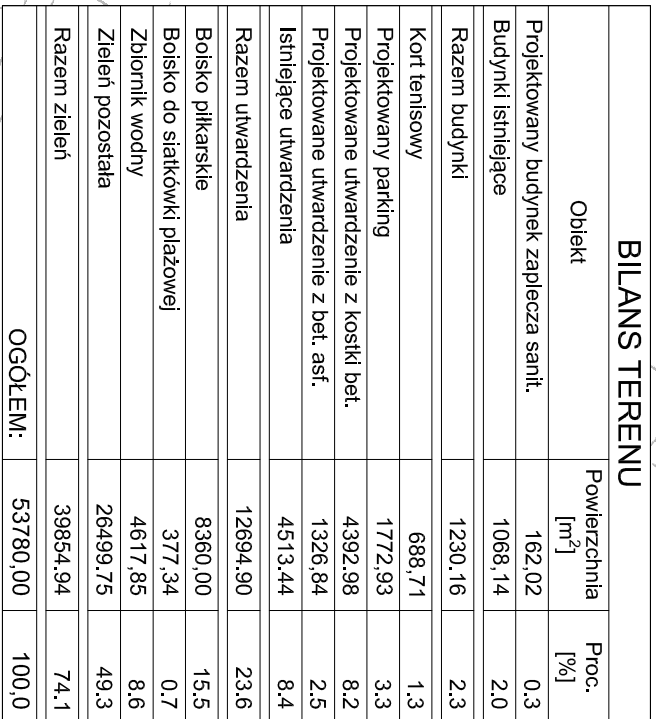 BILANS TERENU
Obiekt Powierzchnia [m²] Proc. [%]
Projektowany budynek zaplecza sanit. 162,02 0.3
Budynki istniejące 1068,14 2.0
Razem budynki 1230.16 2.3
Kort tenisowy 688,71 1.3
Projektowany parking 1772,93 3.3
Projektowane utwardzenie z kostki bet. 4392.98 8.2
Projektowane utwardzenie z bet. asf. 1326,84 2.5
Istniejące utwardzenia 4513.44 8.4
Razem utwardzenia 12694.90 23.6
Boisko piłkarskie 8360,00 15.5
Boisko do siatkówki plażowej 377,34 0.7
Zbiornik wodny 4617,85 8.6
Zieleń pozostała 26499.75 49.3
Razem zieleń 39854.94 74.1
OGÓŁEM: 53780,00 100,0